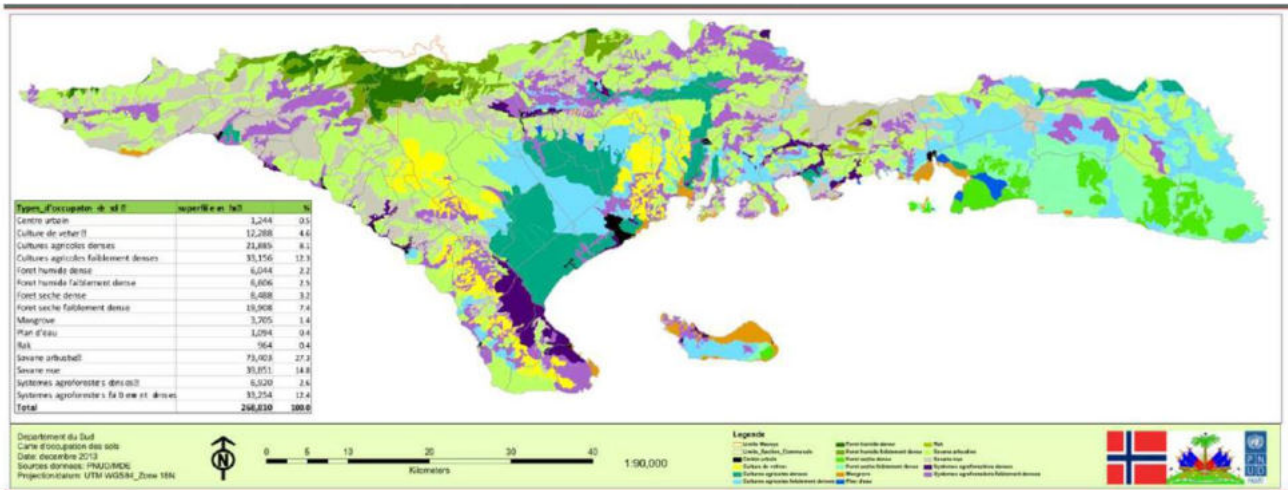 Types_d'occupation
%
Centre urbain 1,244 0.5
Culture de vetiver 12,288 4.6
Cultures agricoles denses 21,885 8.1
Cultures agricoles faiblement denses 33,156 12.3
Foret humide dense 6,044 2.2
Foret humide faiblement dense 6,606 2.5
Foret seche dense 8,488 3.2
Foret seche faiblement dense 19,908 7.4
Mangrove 3,705 1.4
Plan d'eau 1,094 0.4
Rak 964 0.4
Savane 73,403 27.3
Savane nue 39,851 14.8
Systemes agroforestiers denses 6,920 2.6
Systemes agroforestiers denses 33,254 12.4
Total 268,810 100.0
Departement du Sud
Carte d'occupation des sols
Date: decembre 2013
Sources donnees: PNUD/MDE
Projection/datum: UTM WGS84_Zone 18N
N
0 5 10 20 30 40
Kilometers
1:90,000
Legende
Limite_Section_Communale
Centre urbain
Culture de vetiver
Cultures agricoles denses
Cultures agricoles faiblement denses
Foret humide dense
Foret humide faiblement dense
Foret seche dense
Foret seche faiblement dense
Mangrove
Plan d'eau
Rak
Savane arbustive
Savane nue
Systemes agroforestiers denses
Systemes agroforestiers faiblement denses
P N
U D